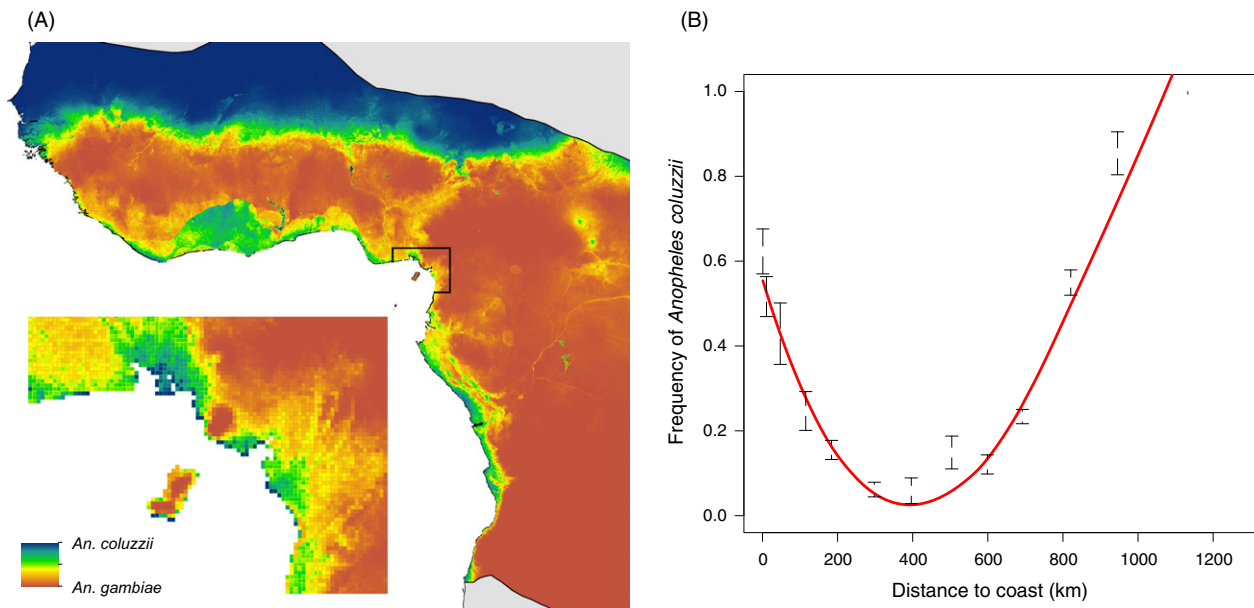 (A)
An. coluzzii
An. gambiae
(B)
Frequency of Anopheles coluzzii
1.0
0.8
0.6
0.4
0.2
0.0
0 200 400 600 800 1000 1200
Distance to coast (km)